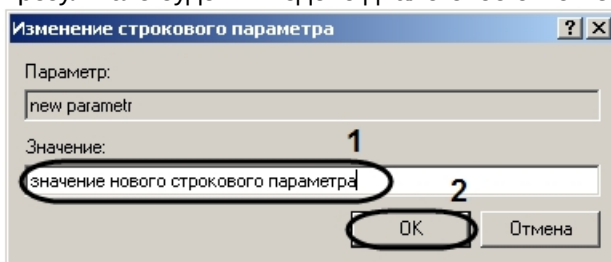 Изменение строкового параметра
Параметр:
new parametr
Значение:
1
значение нового строкового параметра
2
OK
Отмена